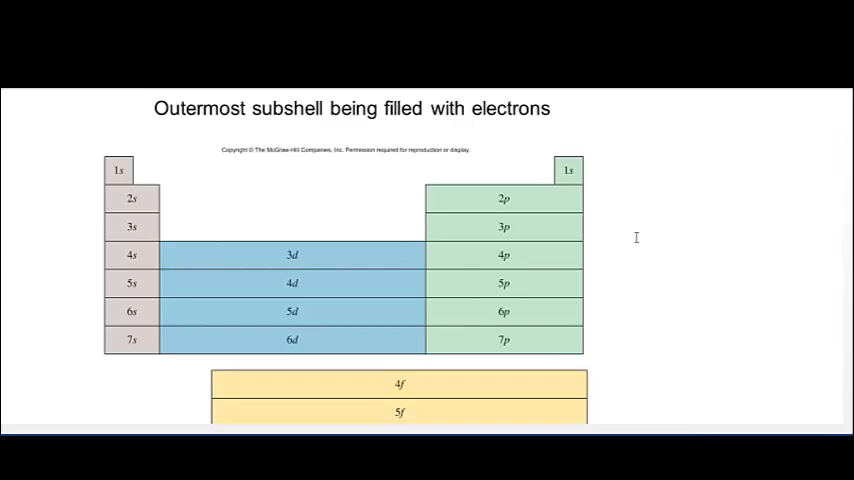 Outermost subshell being filled with electrons
Copyright © The McGraw-Hill Companies, Inc. Permission required for reproduction or display.
1s 1s
2s 2p
3s 3p
4s 3d 4p
5s 4d 5p
6s 5d 6p
7s 6d 7p
4f
5f